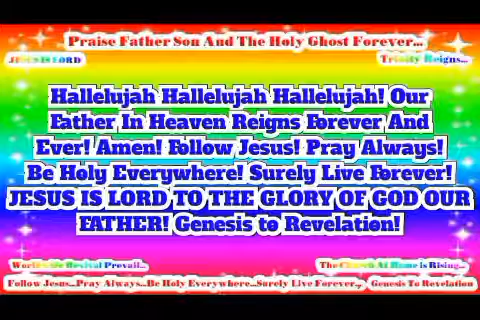 Praise Father Son And The Holy Ghost Forever...
JESUS IS LORD
Trinity Reigns...
Hallelujah Hallelujah Hallelujah! Our
Father In Heaven Reigns Forever And
Ever! Amen! Follow Jesus! Pray Always!
Be Holy Everywhere! Surely Live Forever!
JESUS IS LORD TO THE GLORY OF GOD OUR
FATHER! Genesis to Revelation!
Worldwide Revival Prevail...
The Church At Home is Rising...
Follow Jesus...Pray Always...Be Holy Everywhere...Surely Live Forever...
Genesis To Revelation